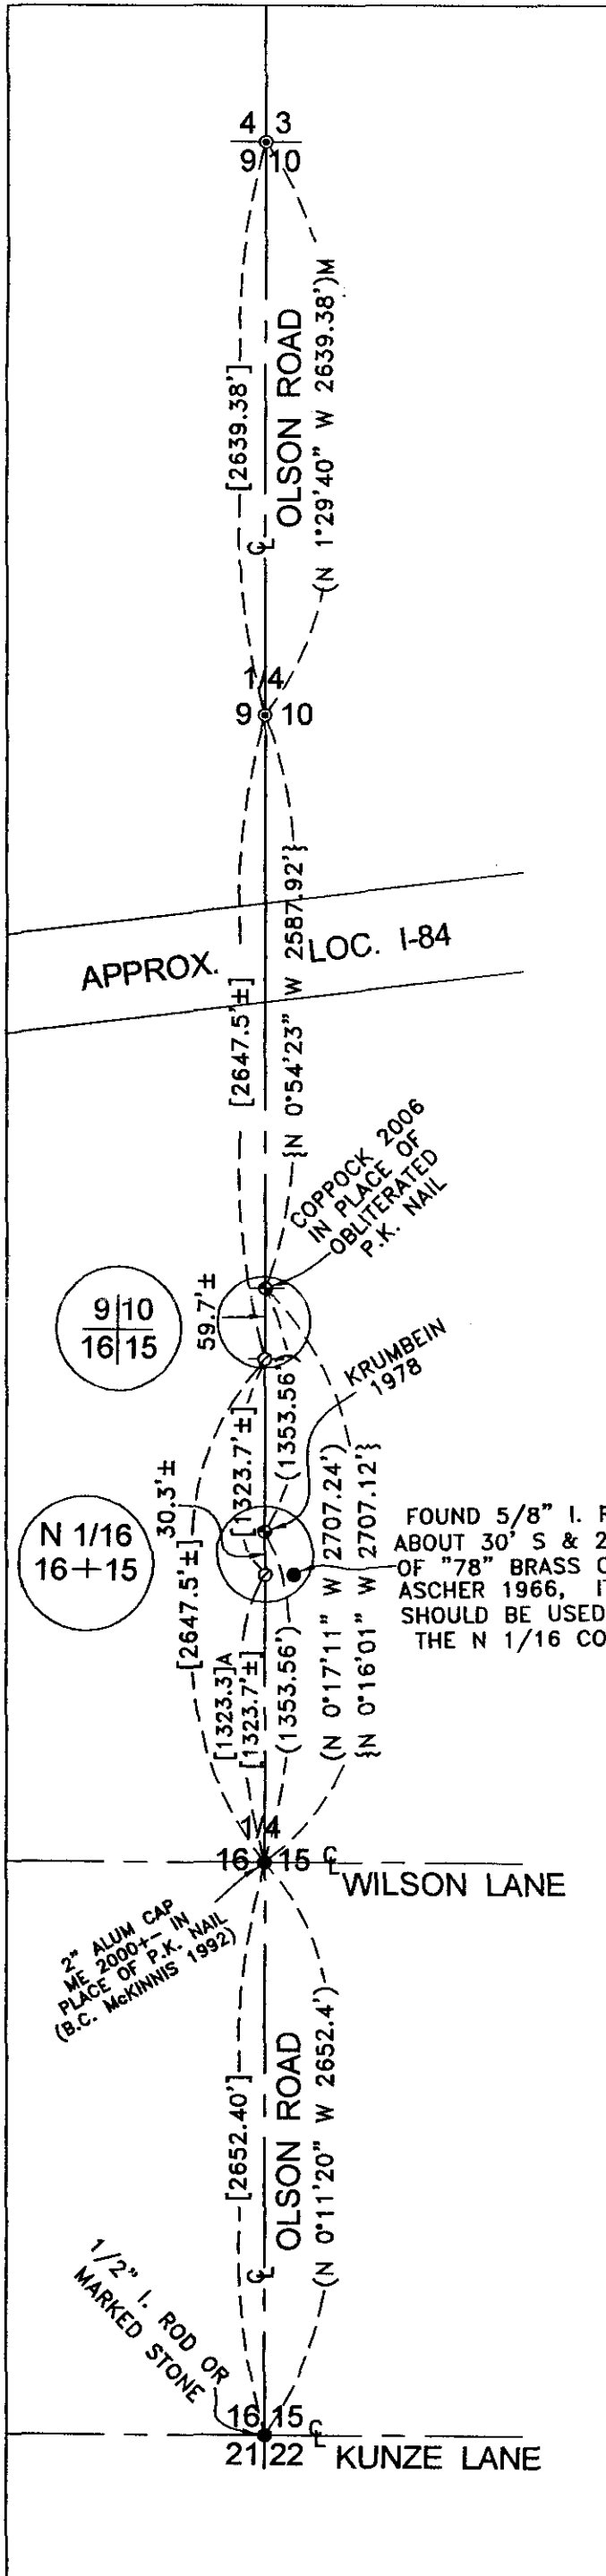 4 3
9 10
[2639.38']
OLSON ROAD
(N 1°29'40" W 2639.38')M
℄
1/4
9 10
APPROX. LOC. I-84
[2647.5'±]
{N 0°54'23" W 2587.92'}
COPPOCK 2006
IN PLACE OF
OBLITERATED
P.K. NAIL
9 10
16 15
59.7'±
KRUMBEIN
1978
(1353.56')
[1323.7'±]
30.3'±
N 1/16
16+15
[2647.5'±]
FOUND 5/8" I.
ABOUT 30' S &
OF "78" BRASS
ASCHER 1966,
SHOULD BE USED
THE N 1/16
[1323.3]A
[1323.7'±]
(1353.56')
(N 0°17'11" W 2707.24')
{N 0°16'01" W 2707.12'}
1/4
16 15 ℄
WILSON LANE
2" ALUM CAP
ME 2000+- IN
PLACE OF P.K. NAIL
(B.C. McKINNIS 1992)
[2652.40']
℄ OLSON ROAD
(N 0°11'20" W 2652.4')
1/2" I. ROD OR
MARKED STONE
16 15 ℄
21 22 KUNZE LANE